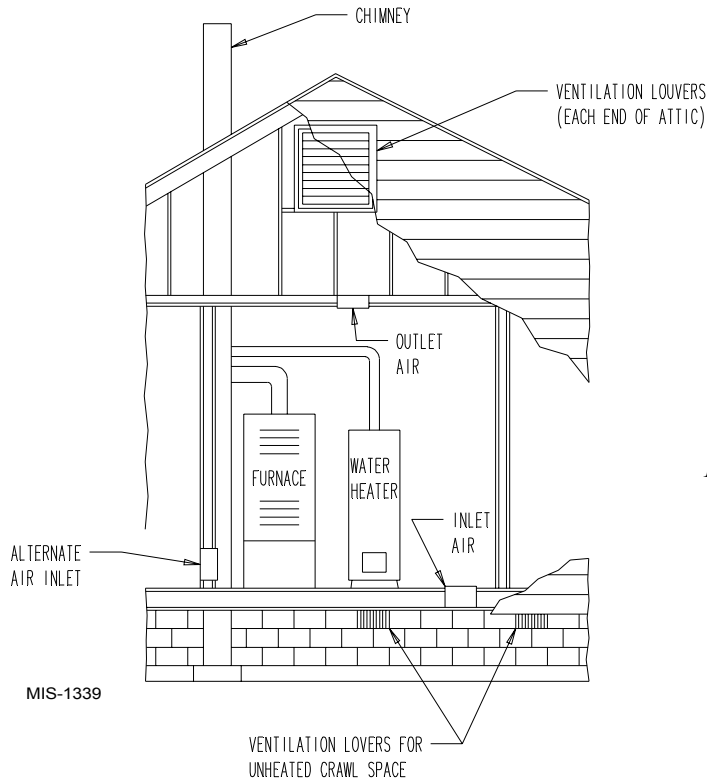 CHIMNEY
VENTILATION LOUVERS
(EACH END OF ATTIC)
OUTLET
AIR
FURNACE
WATER
HEATER
INLET
AIR
ALTERNATE
AIR INLET
MIS-1339
VENTILATION LOVERS FOR
UNHEATED CRAWL SPACE